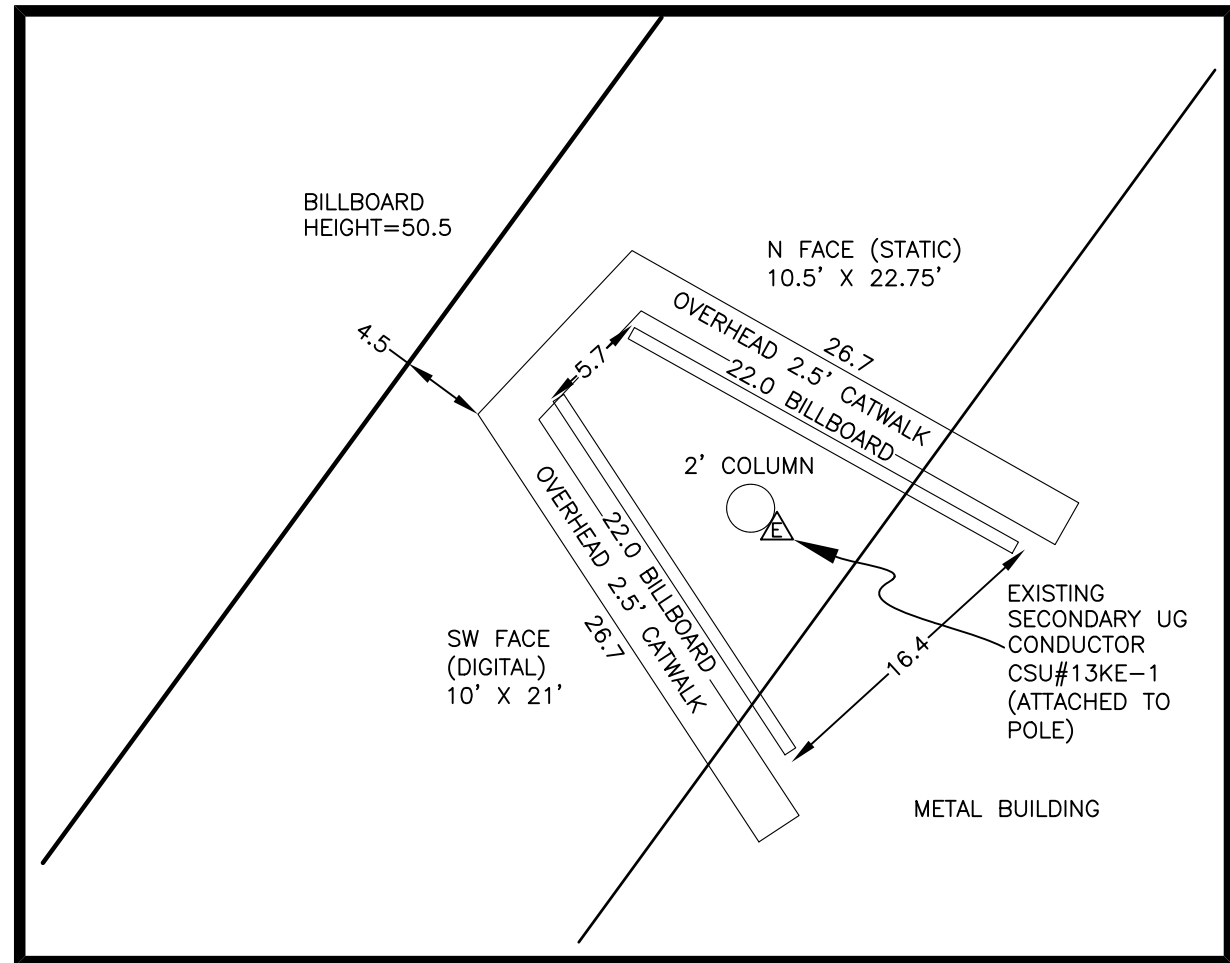 BILLBOARD
HEIGHT=50.5
N FACE (STATIC)
10.5' X 22.75'
4.5
26.7
OVERHEAD 2.5' CATWALK
22.0 BILLBOARD
5.7
2' COLUMN
E
22.0 BILLBOARD
OVERHEAD 2.5' CATWALK
26.7
SW FACE
(DIGITAL)
10' X 21'
16.4
EXISTING
SECONDARY UG
CONDUCTOR
CSU#13KE-1
(ATTACHED TO
POLE)
METAL BUILDING